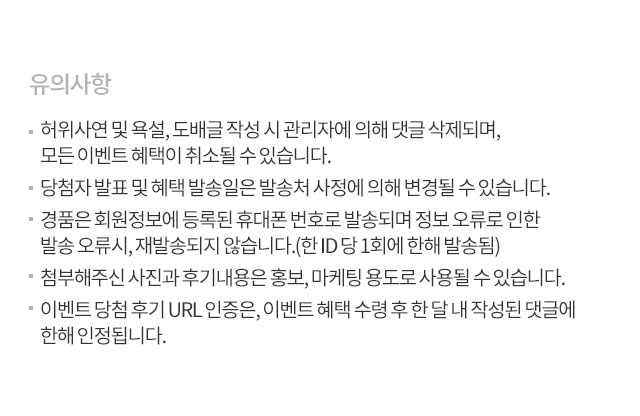 유의사항
허위사연 및 욕설, 도배글 작성 시 관리자에 의해 댓글 삭제되며,
모든 이벤트 혜택이 취소될 수 있습니다.
당첨자 발표 및 혜택 발송일은 발송처 사정에 의해 변경될 수 있습니다.
경품은 회원정보에 등록된 휴대폰 번호로 발송되며 정보 오류로 인한
발송 오류시, 재발송되지 않습니다.(한 ID 당 1회에 한해 발송됨)
첨부해주신 사진과 후기내용은 홍보, 마케팅 용도로 사용될 수 있습니다.
이벤트 당첨 후기 URL 인증은, 이벤트 혜택 수령 후 한 달 내 작성된 댓글에
한해 인정됩니다.